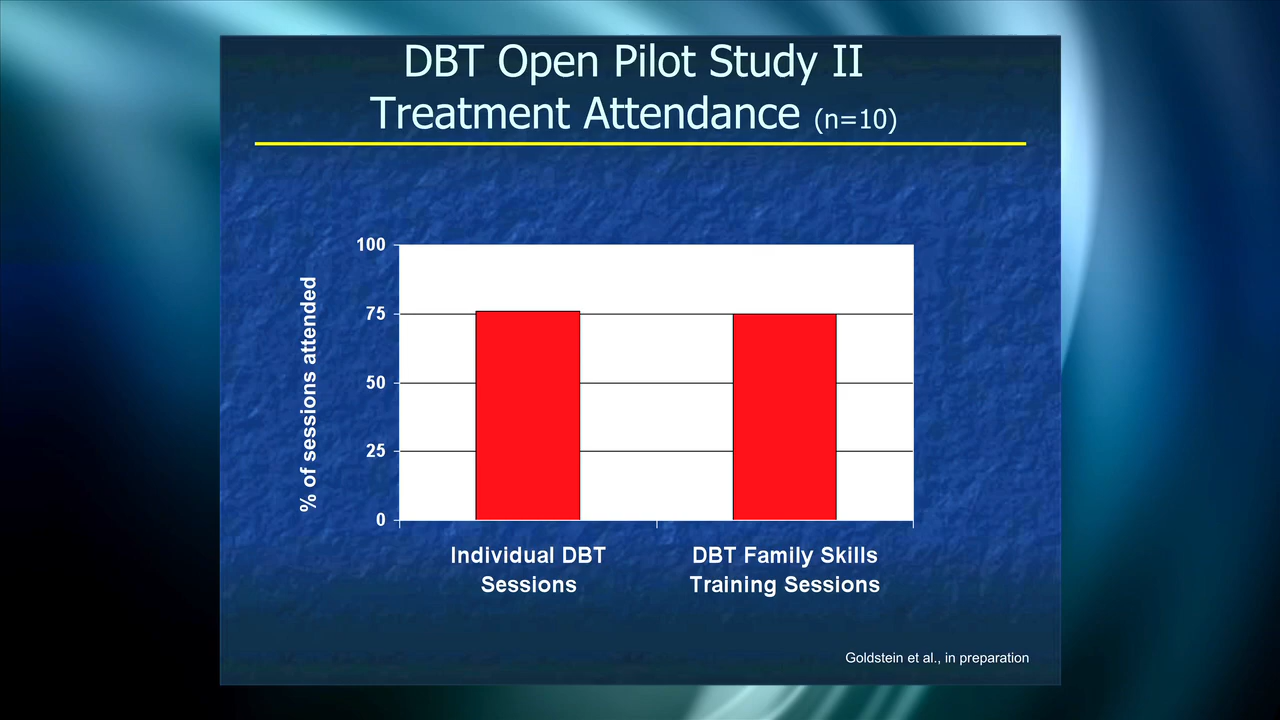 DBT Open Pilot Study II
Treatment Attendance (n=10)
% of sessions attended
100
75
50
25
0
Individual DBT
Sessions
DBT Family Skills
Training Sessions
Goldstein et al., in preparation